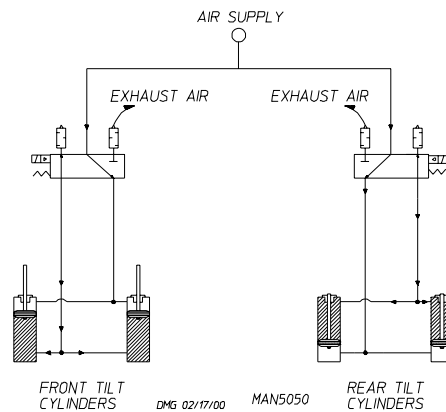 AIR SUPPLY
EXHAUST AIR
EXHAUST AIR
FRONT TILT
CYLINDERS
DMG 02/17/00
MAN5050
REAR TILT
CYLINDERS